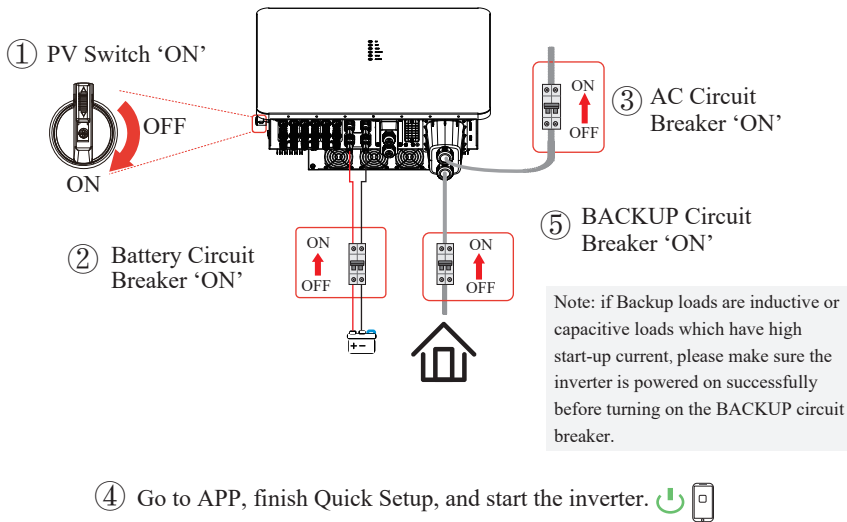 ① PV Switch ‘ON’
OFF
ON
ON
OFF
③ AC Circuit
Breaker ‘ON’
② Battery Circuit
Breaker ‘ON’
ON
OFF
ON
OFF
⑤ BACKUP Circuit
Breaker ‘ON’
+ -
Note: if Backup loads are inductive or
capacitive loads which have high
start-up current, please make sure the
inverter is powered on successfully
before turning on the BACKUP circuit
breaker.
④ Go to APP, finish Quick Setup, and start the inverter.